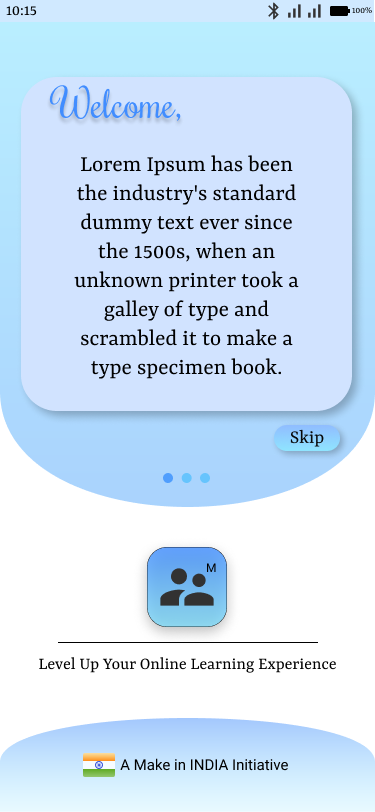 10:15
100%
Welcome,
Lorem Ipsum has been
the industry's standard
dummy text ever since
the 1500s, when an
unknown printer took a
galley of type and
scrambled it to make a
type specimen book.
Skip
M
Level Up Your Online Learning Experience
A Make in INDIA Initiative